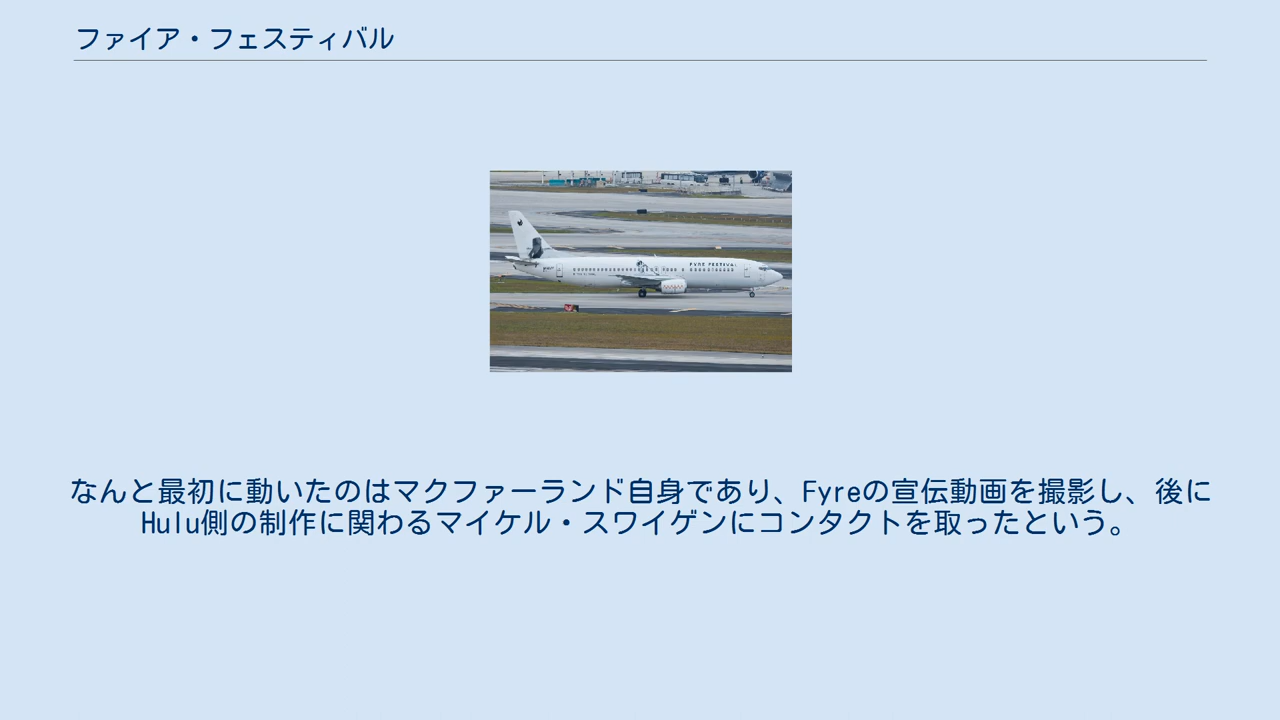 ファイア・フェスティバル
FYRE FESTIVAL
なんと最初に動いたのはマクファーランド自身であり、Fyreの宣伝動画を撮影し、後に
Hulu側の制作に関わるマイケル・スワイゲンにコンタクトを取ったという。